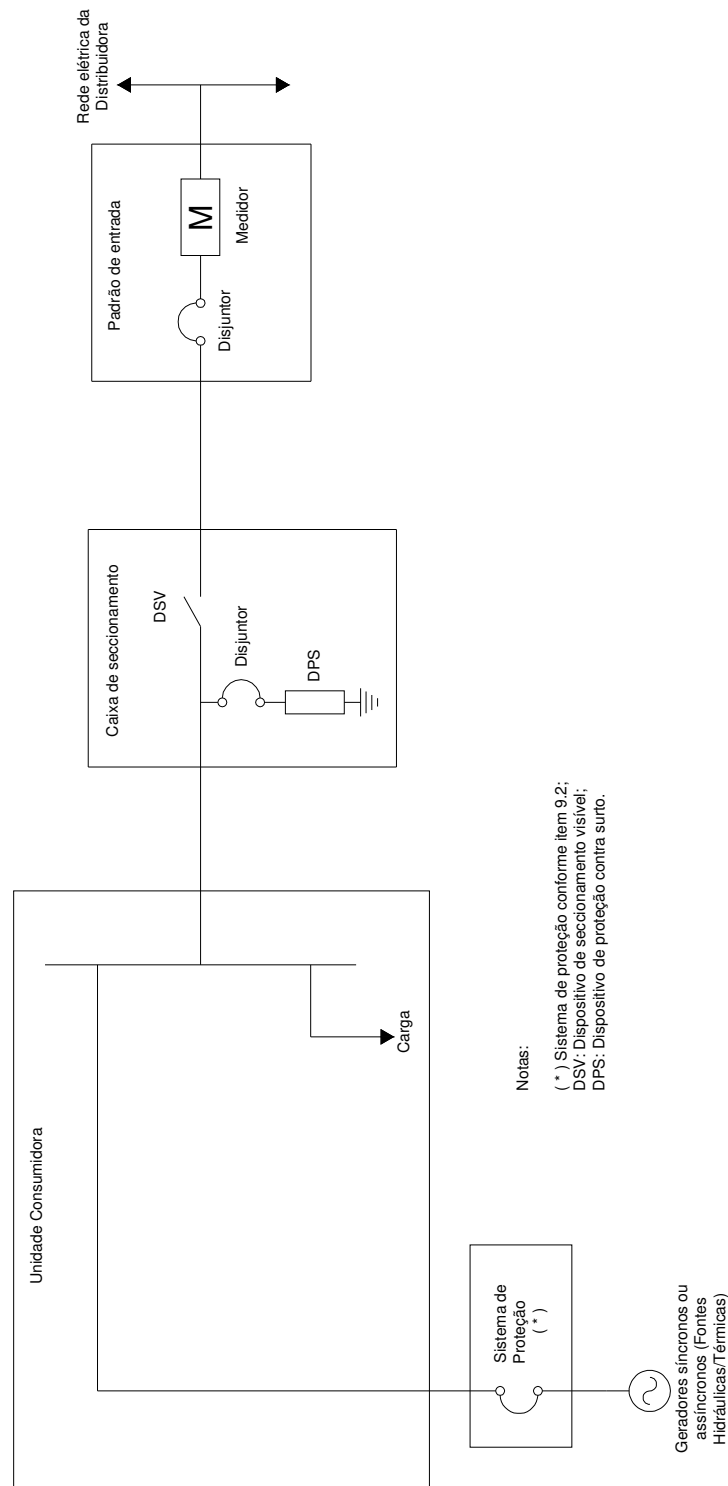 Rede elétrica da
Distribuidora
Padrão de entrada
M
Medidor
Disjuntor
Caixa de seccionamento
DSV
Disjuntor
DPS
Unidade Consumidora
Carga
Notas:
( * ) Sistema de proteção conforme item 9.2;
DSV: Dispositivo de seccionamento visível;
DPS: Dispositivo de proteção contra surto.
Sistema de
Proteção
( * )
Geradores síncronos ou
assíncronos (Fontes
Hidráulicas/Térmicas)